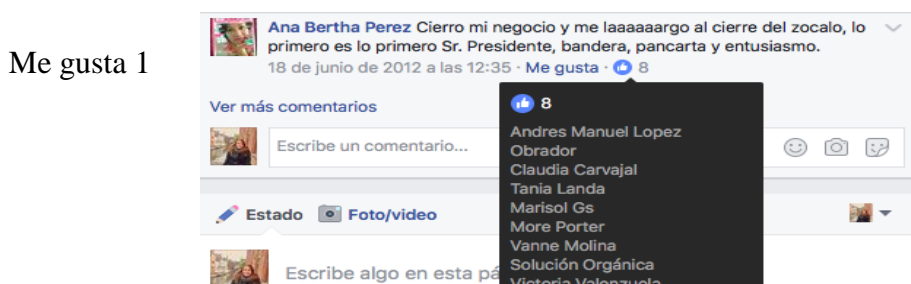 Me gusta 1
Ana Bertha Perez Cierro mi negocio y me laaaaaargo al cierre del zocalo, lo
primero es lo primero Sr. Presidente, bandera, pancarta y entusiasmo.
18 de junio de 2012 a las 12:35 · Me gusta · 8
Ver más comentarios
8
Escribe un comentario...
Andres Manuel Lopez
Obrador
Claudia Carvajal
Tania Landa
Marisol Gs
More Porter
Vanne Molina
Solución Orgánica
Victoria Valenzuela
Estado Foto/video
Escribe algo en esta pá